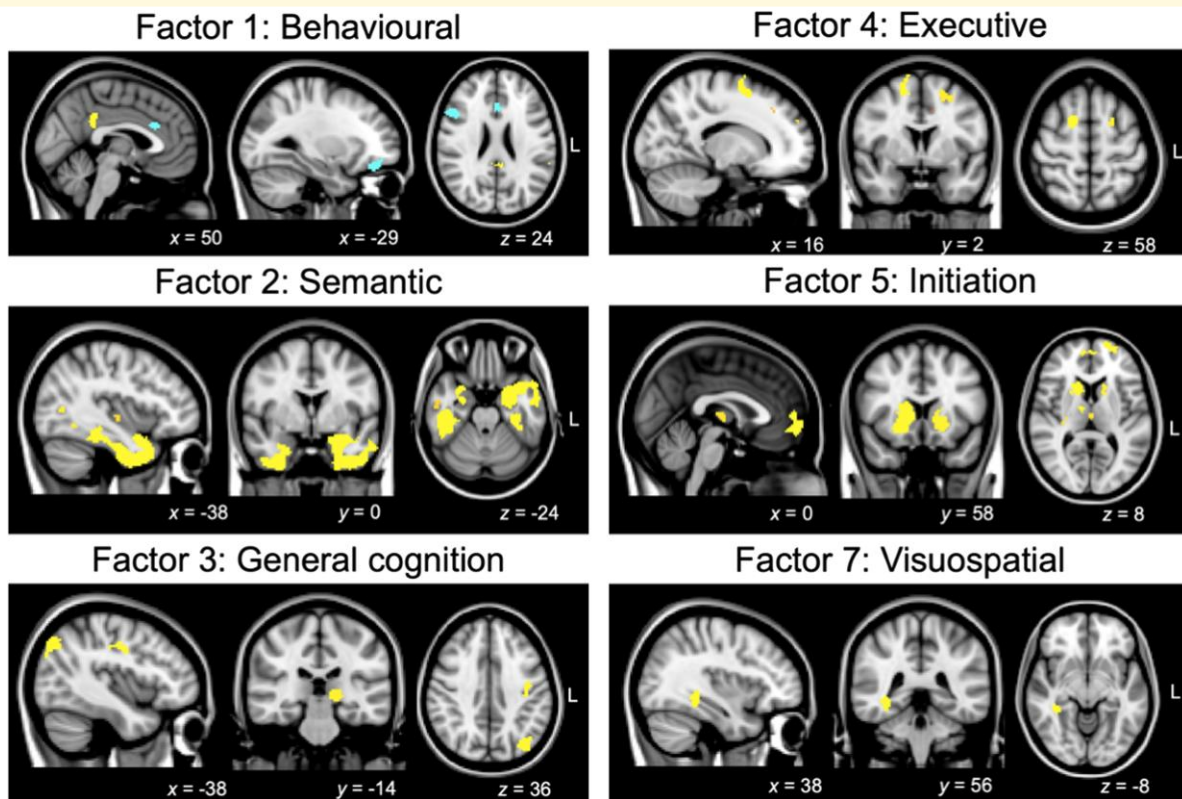 Factor 1: Behavioural
L
x = 50
x = -29
z = 24
Factor 2: Semantic
L
x = -38
y = 0
z = -24
Factor 3: General cognition
L
x = -38
y = -14
z = 36
Factor 4: Executive
L
x = 16
y = 2
z = 58
Factor 5: Initiation
L
x = 0
y = 58
z = 8
Factor 7: Visuospatial
L
x = 38
y = 56
z = -8